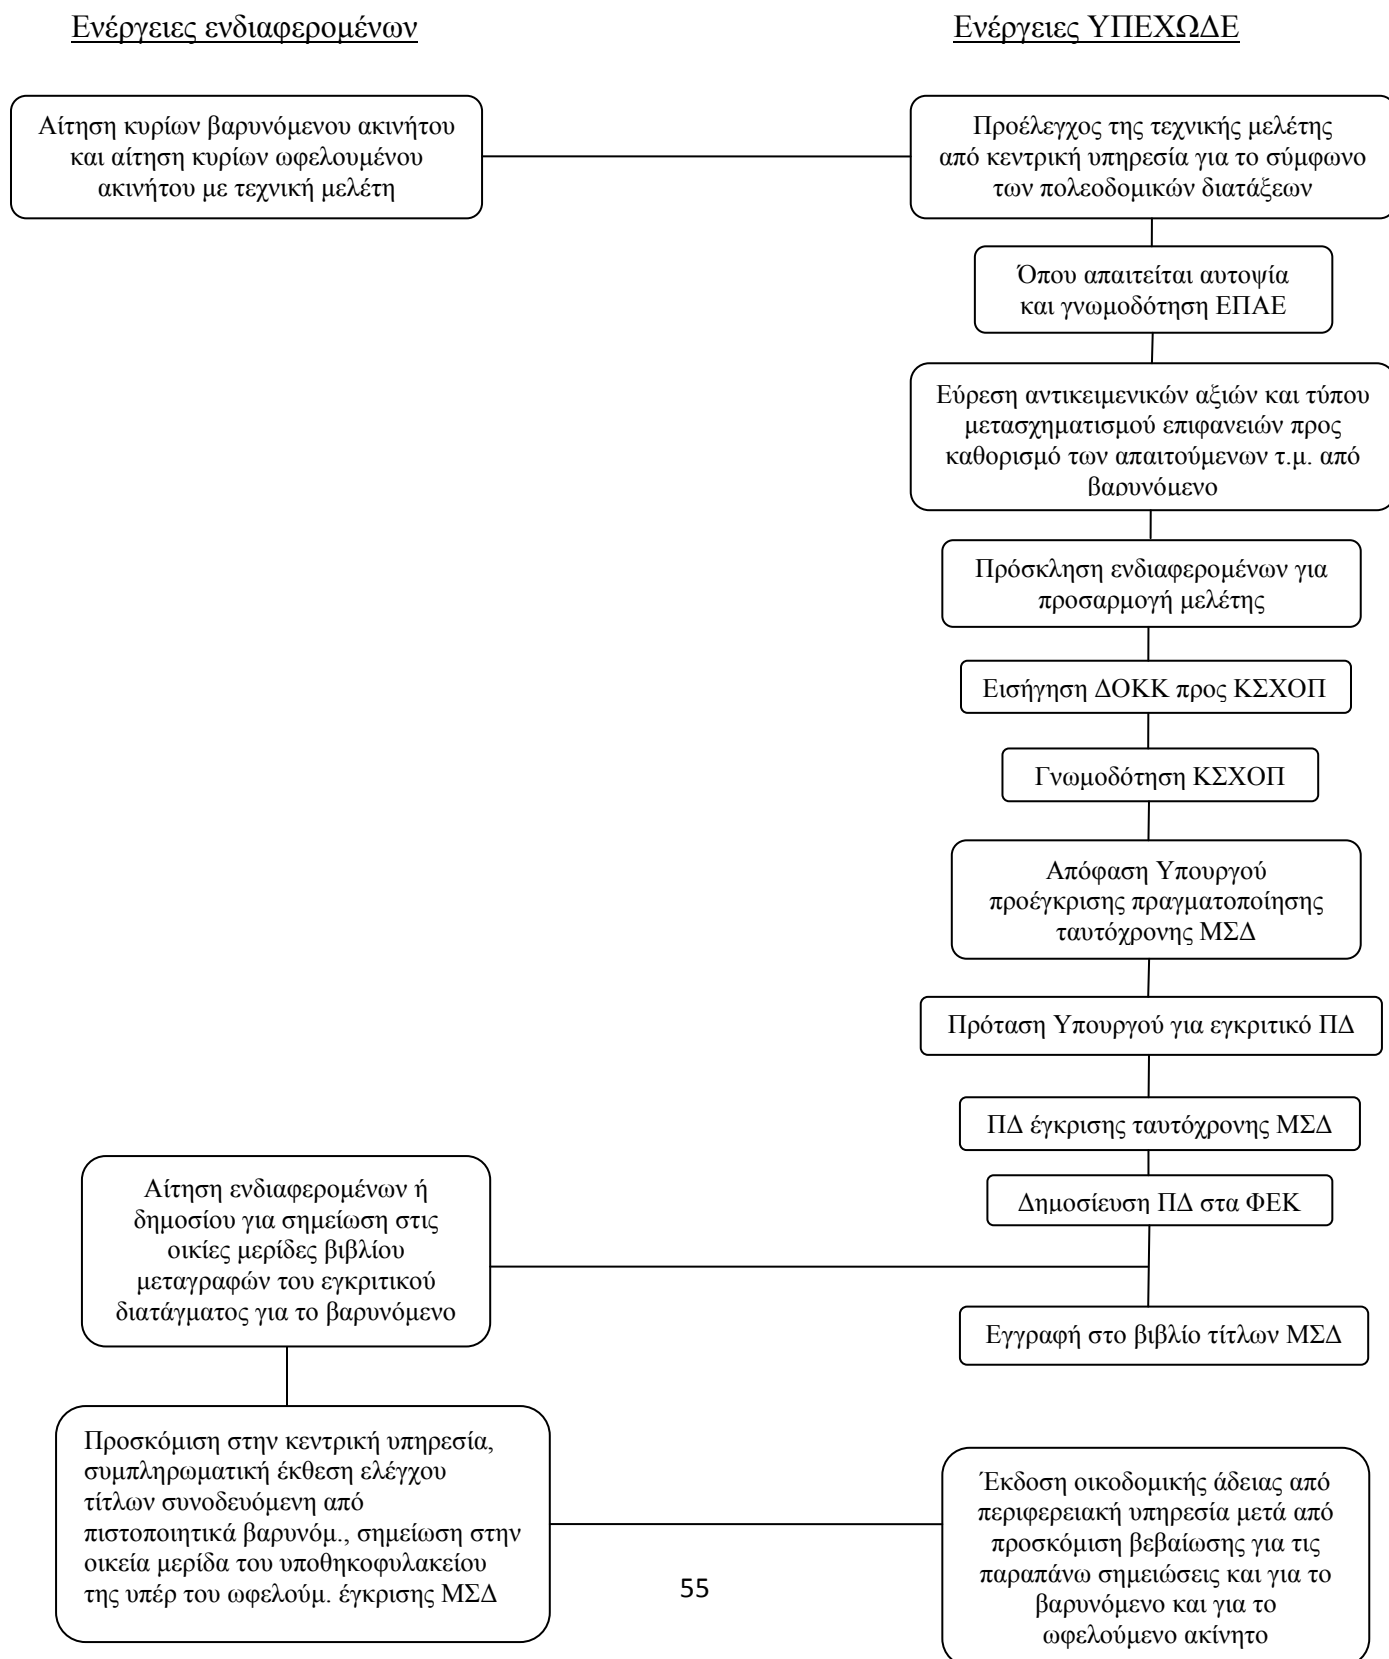 Ενέργειες ενδιαφερομένων
Ενέργειες ΥΠΕΧΩΔΕ
Αίτηση κυρίων βαρυνόμενου ακινήτου
και αίτηση κυρίων ωφελουμένου
ακινήτου με τεχνική μελέτη
Προέλεγχος της τεχνικής μελέτης
από κεντρική υπηρεσία για το σύμφωνο
των πολεοδομικών διατάξεων
Όπου απαιτείται αυτοψία
και γνωμοδότηση ΕΠΑΕ
Εύρεση αντικειμενικών αξιών και τύπου
μετασχηματισμού επιφανειών προς
καθορισμό των απαιτούμενων τ.μ. από
βαρυνόμενο
Πρόσκληση ενδιαφερομένων για
προσαρμογή μελέτης
Εισήγηση ΔΟΚΚ προς ΚΣΧΟΠ
Γνωμοδότηση ΚΣΧΟΠ
Απόφαση Υπουργού
προέγκρισης πραγματοποίησης
ταυτόχρονης ΜΣΔ
Πρόταση Υπουργού για εγκριτικό ΠΔ
ΠΔ έγκρισης ταυτόχρονης ΜΣΔ
Δημοσίευση ΠΔ στα ΦΕΚ
Αίτηση ενδιαφερομένων ή
δημοσίου για σημείωση στις
οικίες μερίδες βιβλίου
μεταγραφών του εγκριτικού
διατάγματος για το βαρυνόμενο
Εγγραφή στο βιβλίο τίτλων ΜΣΔ
Προσκόμιση στην κεντρική υπηρεσία,
συμπληρωματική έκθεση ελέγχου
τίτλων συνοδευόμενη από
πιστοποιητικά βαρυνόμ., σημείωση στην
οικεία μερίδα του υποθηκοφυλακείου
της υπέρ του ωφελούμ. έγκρισης ΜΣΔ
Έκδοση οικοδομικής άδειας από
περιφερειακή υπηρεσία μετά από
προσκόμιση βεβαίωσης για τις
παραπάνω σημειώσεις και για το
βαρυνόμενο και για το
ωφελούμενο ακίνητο
55